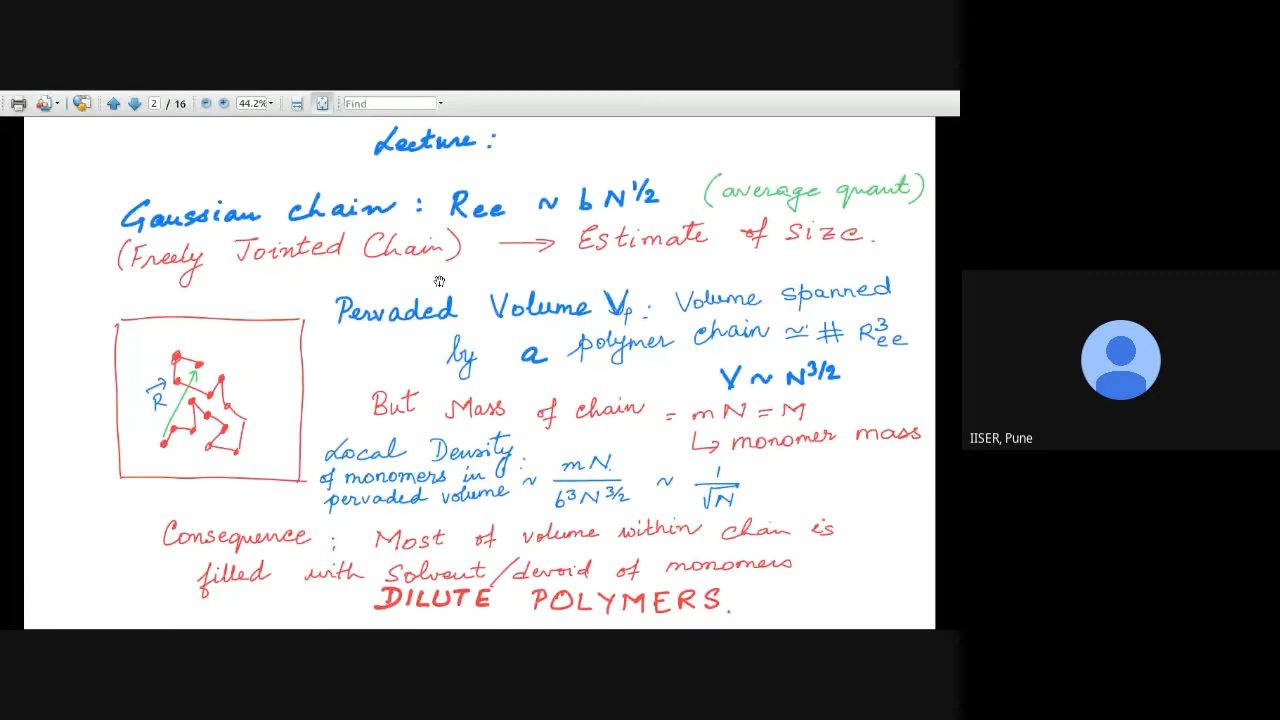 2 / 16 44.2% Find
Lecture :
Gaussian chain : Ree ~ b N^1/2 (average quant)
(Freely Jointed Chain) → Estimate of size.
Pervaded Volume Vp : Volume spanned
by a polymer chain ≃ # R³ee
V ~ N^3/2
But Mass of chain = mN = M
↳ monomer mass
R
Local Density
of monomers in :
pervaded volume ~ mN / b³N^3/2 ~ 1/√N
Consequence : Most of volume within chain is
filled with solvent/devoid of monomers
DILUTE POLYMERS.
IISER, Pune